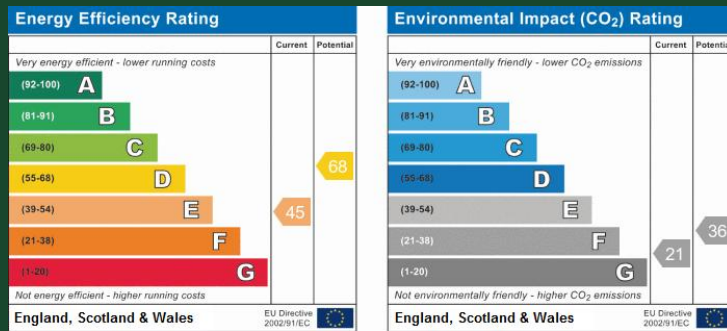 Energy Efficiency Rating
Current Potential
Very energy efficient - lower running costs
(92-100) A
(81-91) B
(69-80) C
(55-68) D
(39-54) E
(21-38) F
(1-20) G
45
68
Not energy efficient - higher running costs
England, Scotland & Wales
EU Directive
2002/91/EC
Environmental Impact (CO₂) Rating
Current Potential
Very environmentally friendly - lower CO₂ emissions
(92-100) A
(81-91) B
(69-80) C
(55-68) D
(39-54) E
(21-38) F
(1-20) G
21
36
Not environmentally friendly - higher CO₂ emissions
England, Scotland & Wales
EU Directive
2002/91/EC